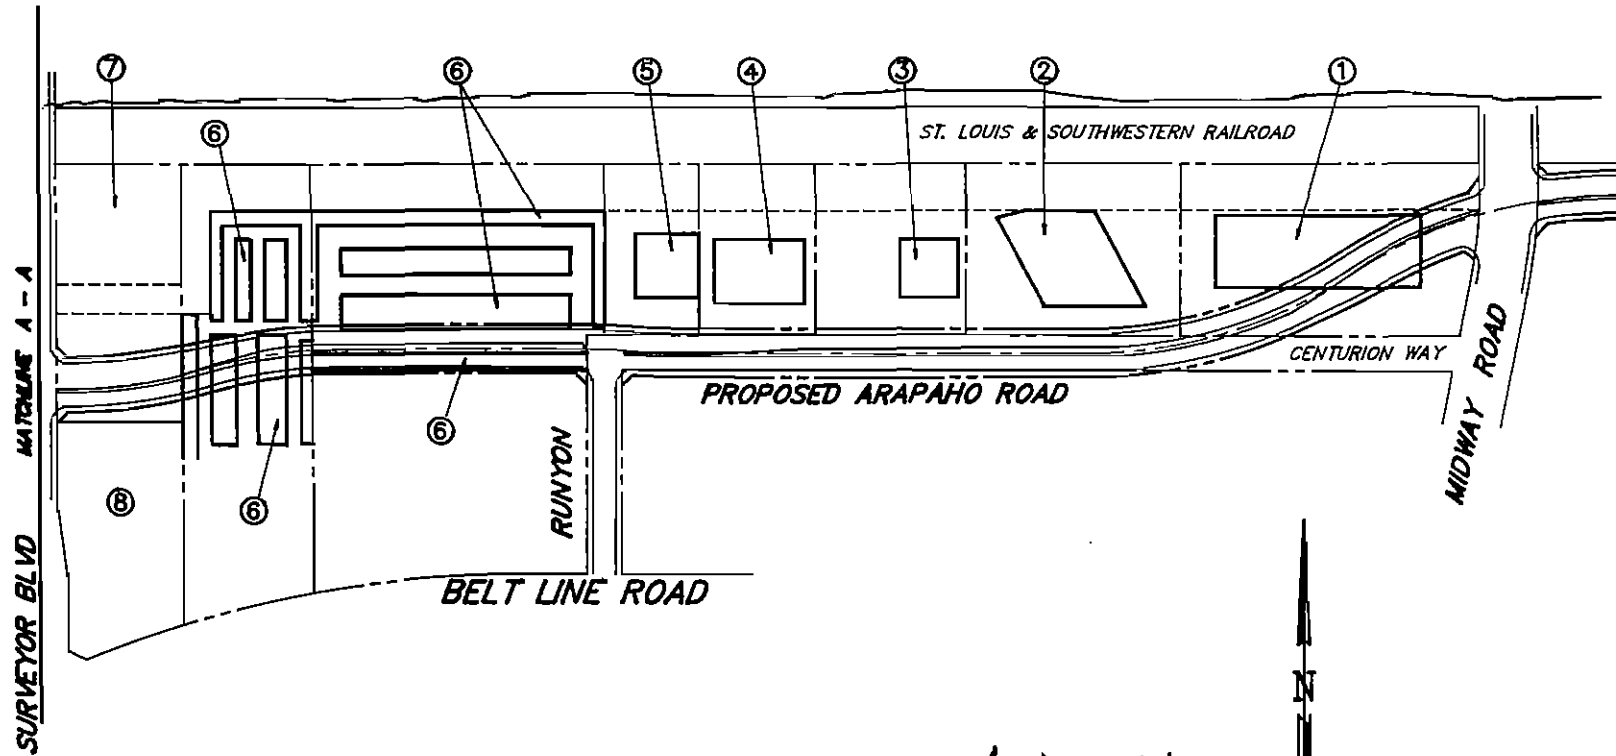 ⑦
⑥
⑤
④
③
②
①
⑥
ST. LOUIS & SOUTHWESTERN RAILROAD
MATCHLINE A - A
CENTURION WAY
PROPOSED ARAPAHO ROAD
MIDWAY ROAD
⑥
RUNYON
⑧
⑥
BELT LINE ROAD
SURVEYOR BLVD
N